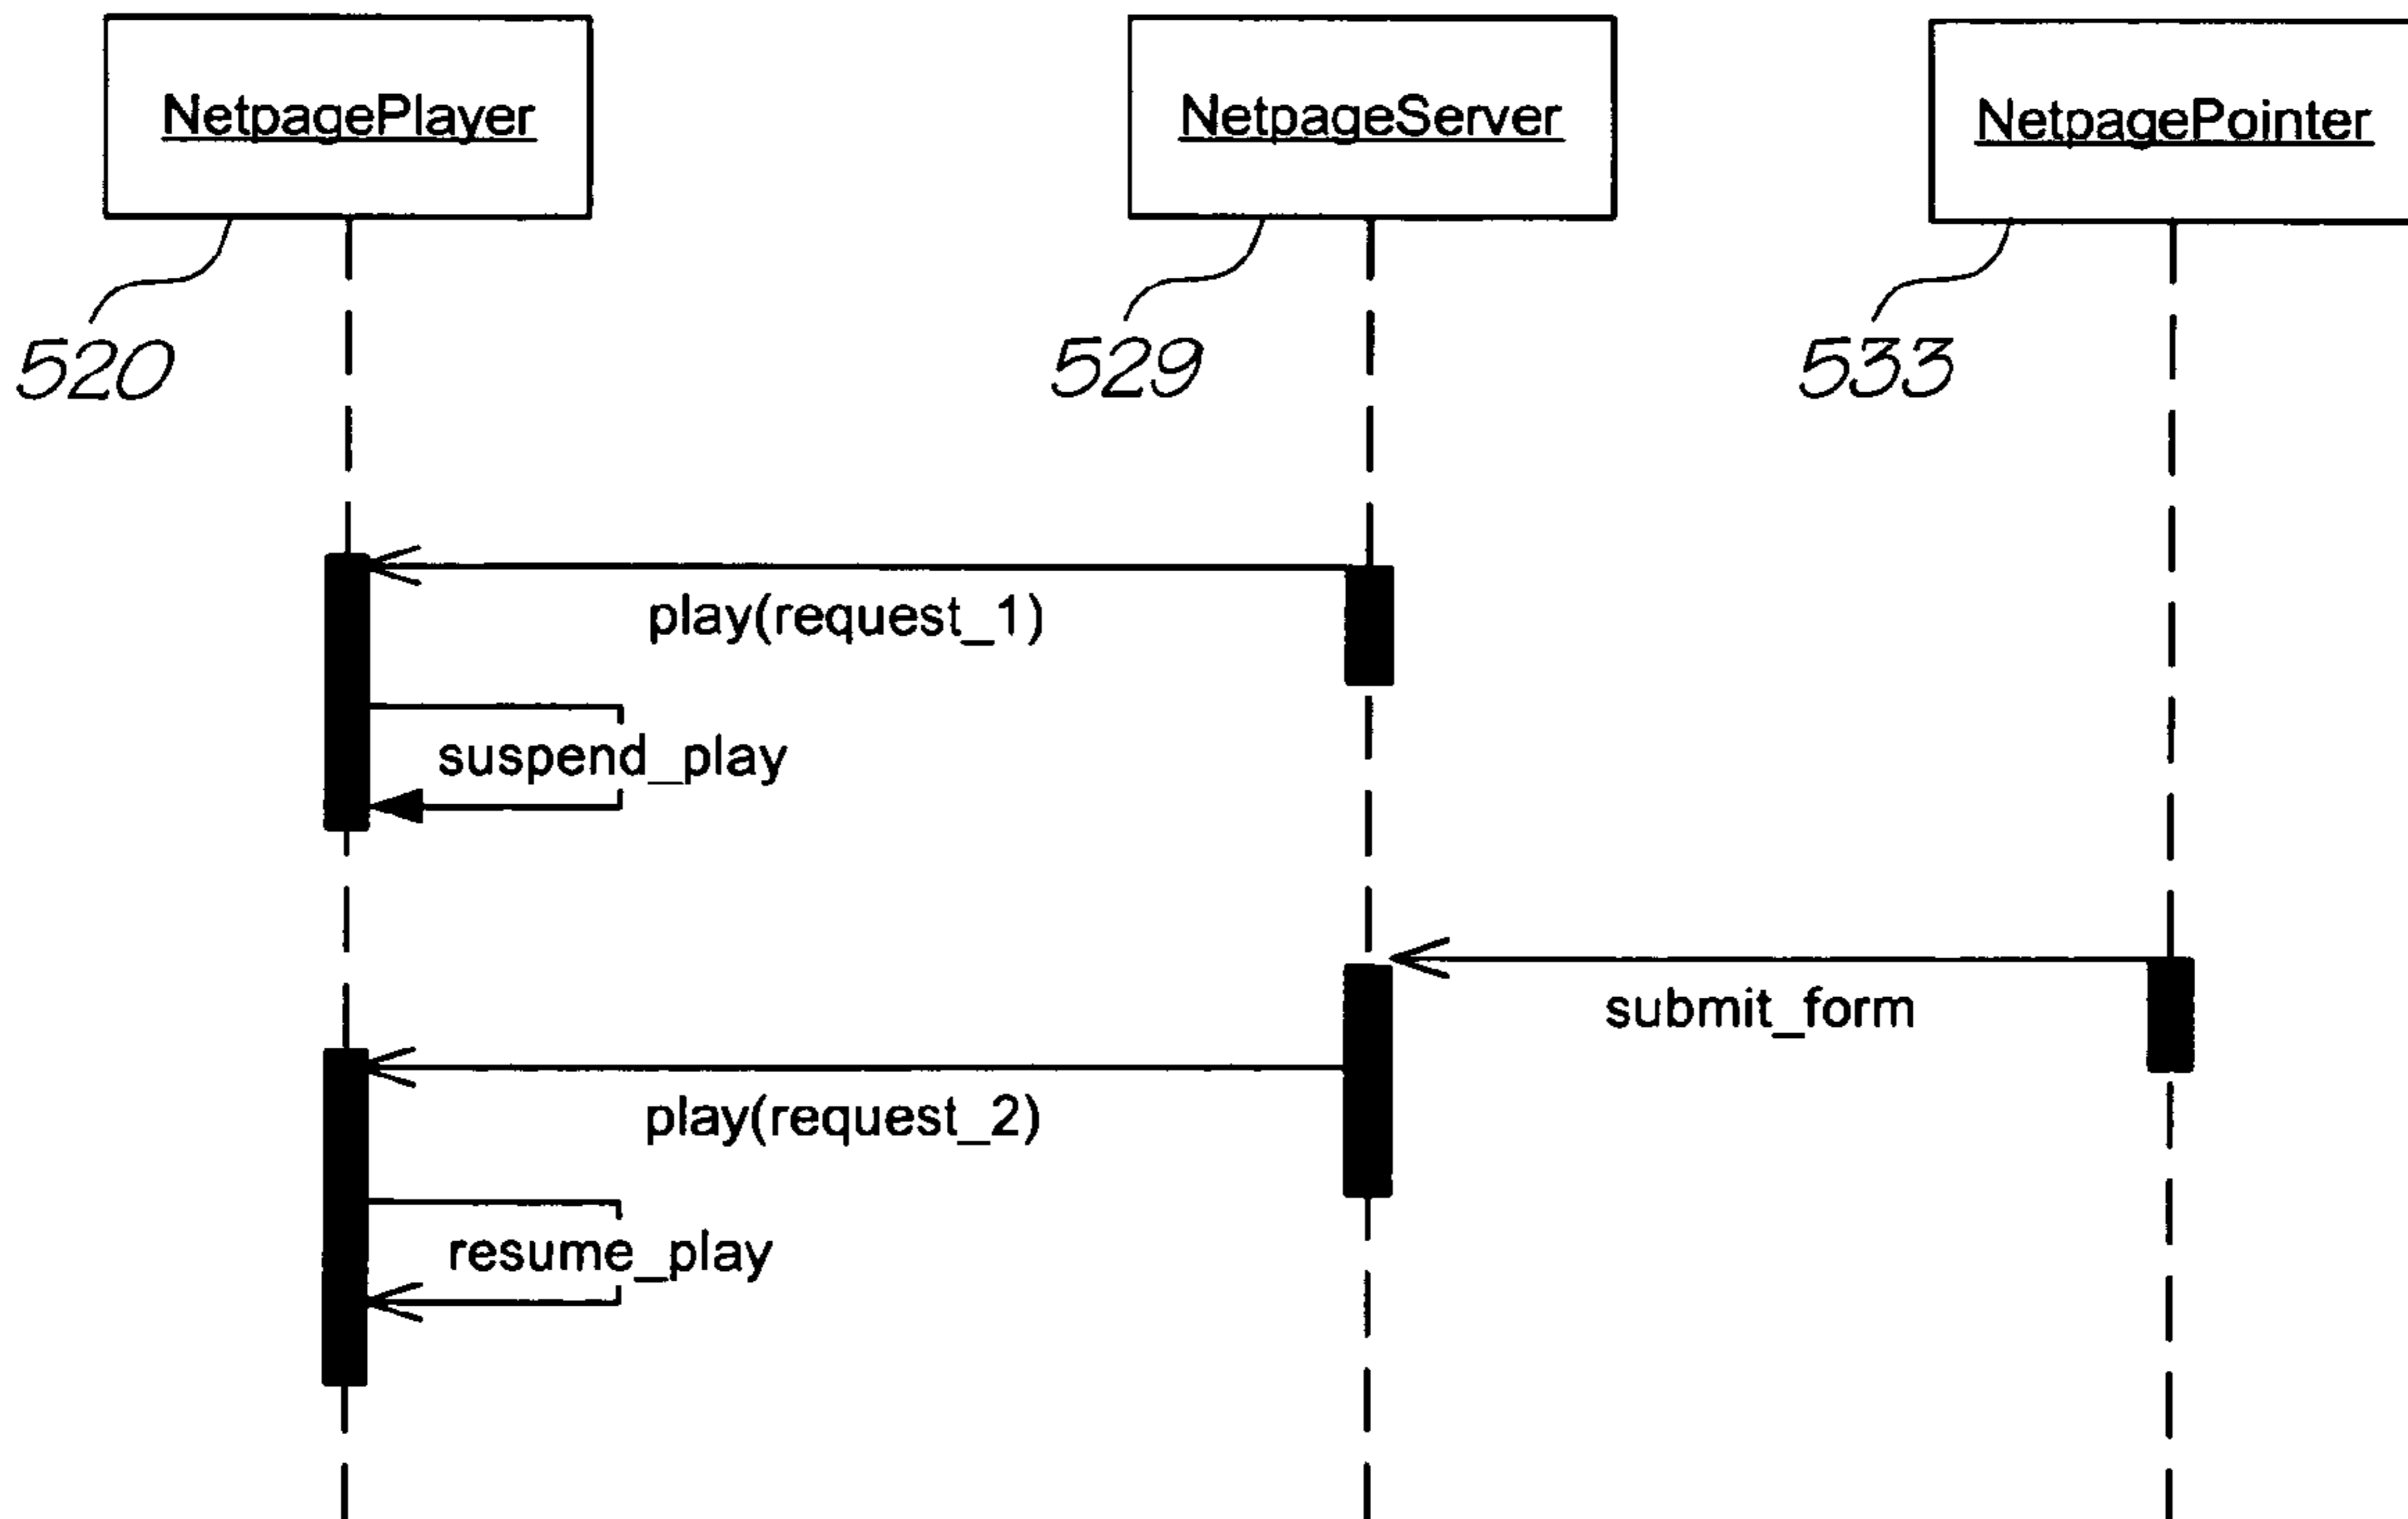 NetpagePlayer
NetpageServer
NetpagePointer
520
529
533
play(request_1)
suspend_play
submit_form
play(request_2)
resume_play